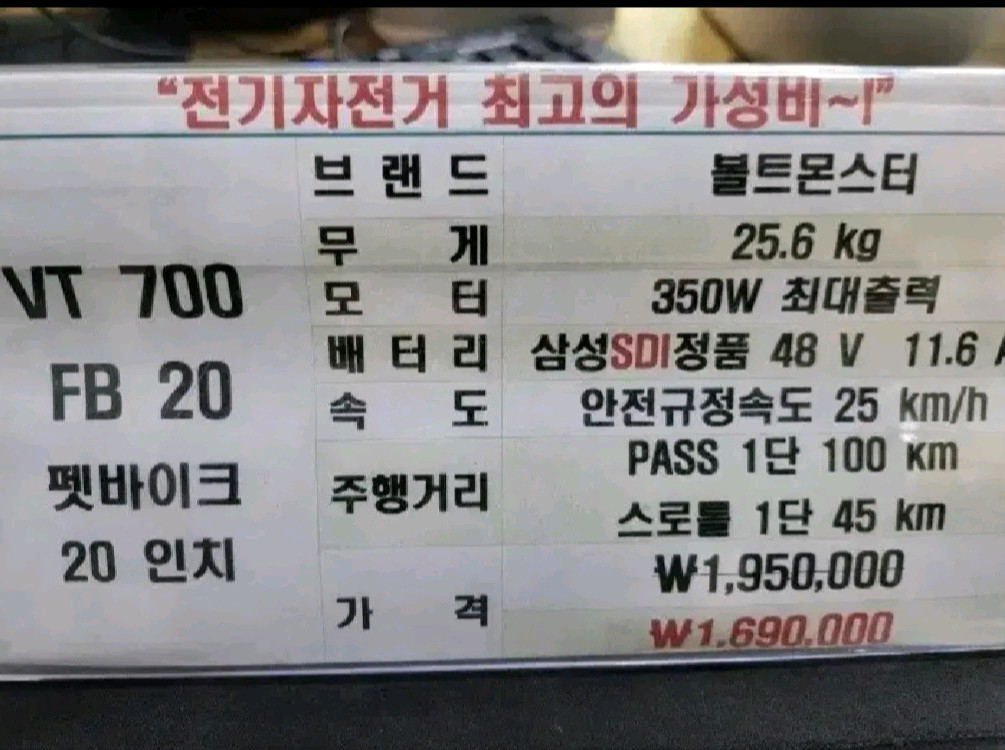 “전기자전거 최고의 가성비~!”
VT 700
FB 20
펫바이크
20 인치
브 랜 드 볼트몬스터
무 게 25.6 kg
모 터 350W 최대출력
배 터 리 삼성SDI정품 48 V 11.6 A
속 도 안전규정속도 25 km/h
주행거리 PASS 1단 100 km
스로틀 1단 45 km
가 격 ₩1,950,000
₩1,690,000